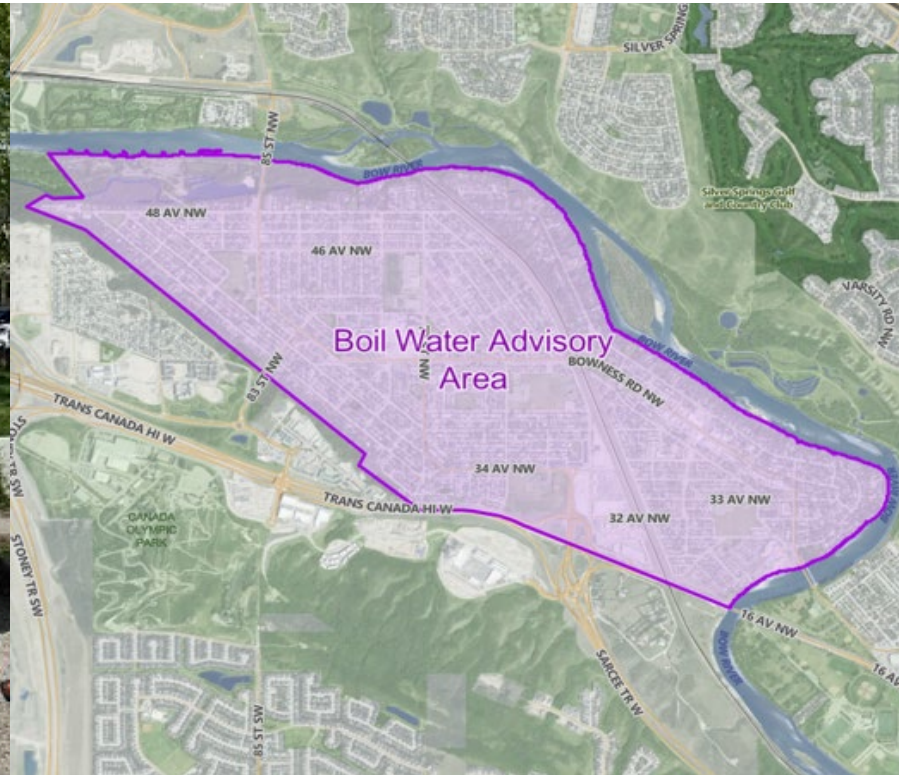 SILVER SPRING
85 ST NW
BOW RIVER
Silver Springs Golf
and Country Club
48 AV NW
46 AV NW
VARSITY RD NW
Boil Water Advisory
Area
BOW RIVER
BOWNESS RD NW
83 ST NW
TRANS CANADA HI W
34 AV NW
33 AV NW
TRANS CANADA HI W
32 AV NW
CANADA
OLYMPIC
PARK
STONEY TR SW
16 AV NW
BOW RIVER
16 AV
SARCEE TR W
85 ST SW